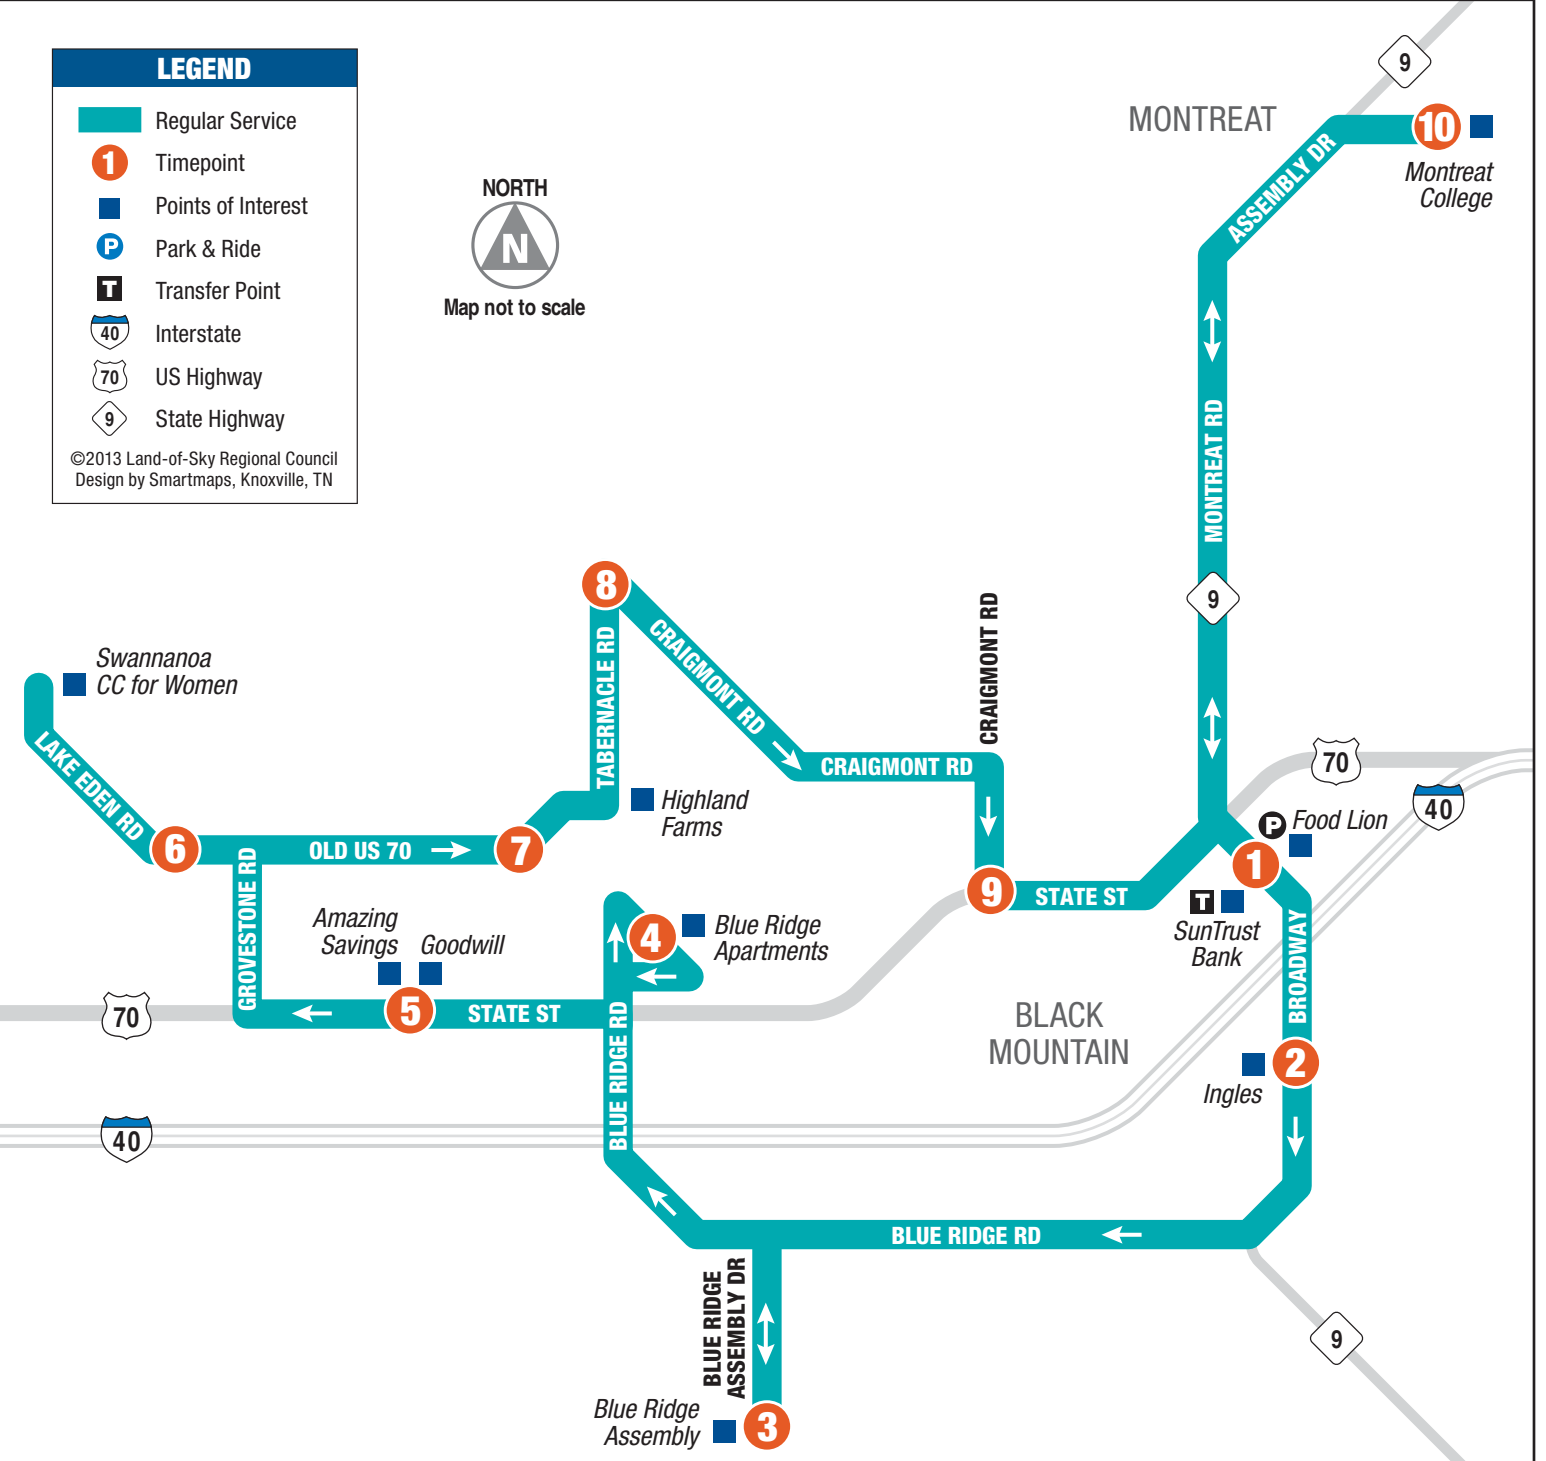 LEGEND
Regular Service
1
Timepoint
Points of Interest
P
Park & Ride
T
Transfer Point
40
Interstate
70
US Highway
9
State Highway
©2013 Land-of-Sky Regional Council
Design by Smartmaps, Knoxville, TN
NORTH
N
Map not to scale
9
MONTREAT
10
Montreat
College
ASSEMBLY DR
MONTREAT RD
9
8
CRAIGMONT RD
TABERNACLE RD
CRAIGMONT RD
CRAIGMONT RD
Swannanoa
CC for Women
LAKE EDEN RD
6
OLD US 70
7
Highland
Farms
70
40
P
Food Lion
1
T
SunTrust
Bank
9
STATE ST
GROVESTONE RD
Amazing
Savings
Goodwill
4
Blue Ridge
Apartments
5
STATE ST
70
BLACK
MOUNTAIN
BROADWAY
2
Ingles
40
BLUE RIDGE RD
BLUE RIDGE RD
BLUE RIDGE
ASSEMBLY DR
9
Blue Ridge
Assembly
3